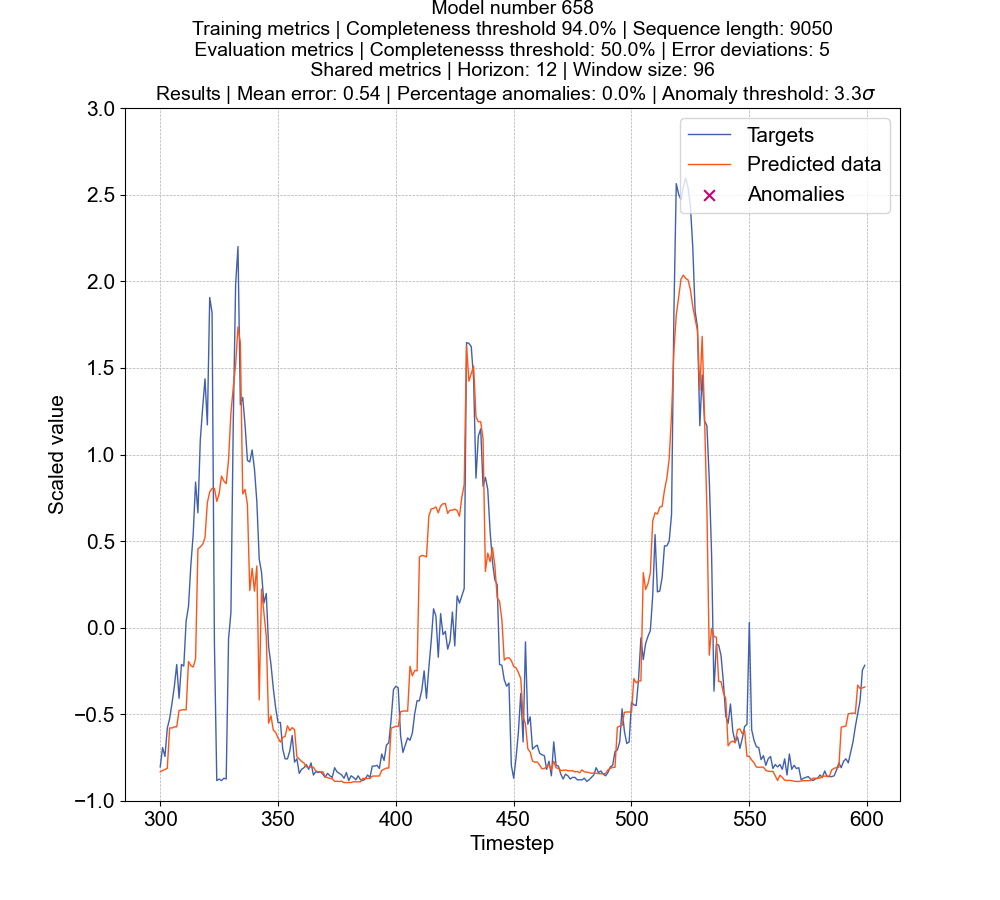 Model number 658
Training metrics | Completeness threshold 94.0% | Sequence length: 9050
Evaluation metrics | Completenesss threshold: 50.0% | Error deviations: 5
Shared metrics | Horizon: 12 | Window size: 96
Results | Mean error: 0.54 | Percentage anomalies: 0.0% | Anomaly threshold: 3.3σ
Targets
Predicted data
Anomalies
3.0
2.5
2.0
1.5
1.0
0.5
0.0
−0.5
−1.0
Scaled value
300 350 400 450 500 550 600
Timestep